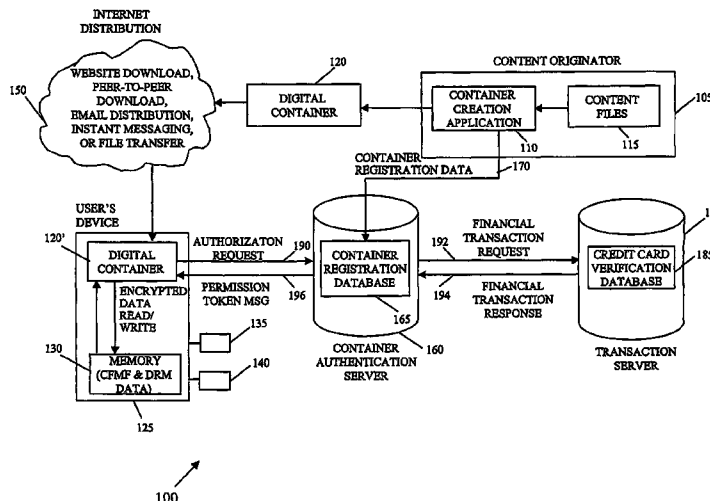 INTERNET
DISTRIBUTION
150
WEBSITE DOWNLOAD,
PEER-TO-PEER
DOWNLOAD,
EMAIL DISTRIBUTION,
INSTANT MESSAGING,
OR FILE TRANSFER
120
DIGITAL
CONTAINER
CONTENT ORIGINATOR
CONTAINER
CREATION
APPLICATION
110
CONTENT
FILES
115
105
CONTAINER
REGISTRATION DATA
170
USER'S
DEVICE
120'
DIGITAL
CONTAINER
ENCRYPTED
DATA
READ/
WRITE
130
MEMORY
(CFMF & DRM
DATA)
125
135
140
AUTHORIZATON
REQUEST
190
196
PERMISSION
TOKEN MSG
CONTAINER
REGISTRATION
DATABASE
165
160
CONTAINER
AUTHENTICATION
SERVER
FINANCIAL
TRANSACTION
REQUEST
192
194
FINANCIAL
TRANSACTION
RESPONSE
CREDIT CARD
VERIFICATION
DATABASE
185
TRANSACTION
SERVER
100